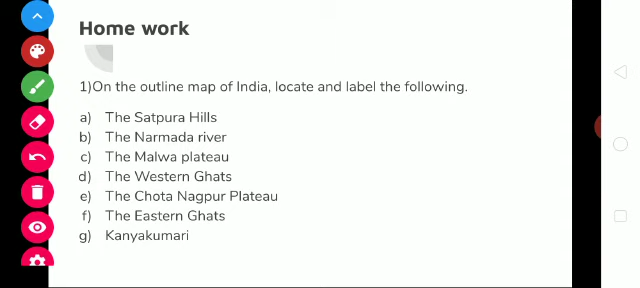 Home work
1)On the outline map of India, locate and label the following.
a) The Satpura Hills
b) The Narmada river
c) The Malwa plateau
d) The Western Ghats
e) The Chota Nagpur Plateau
f) The Eastern Ghats
g) Kanyakumari